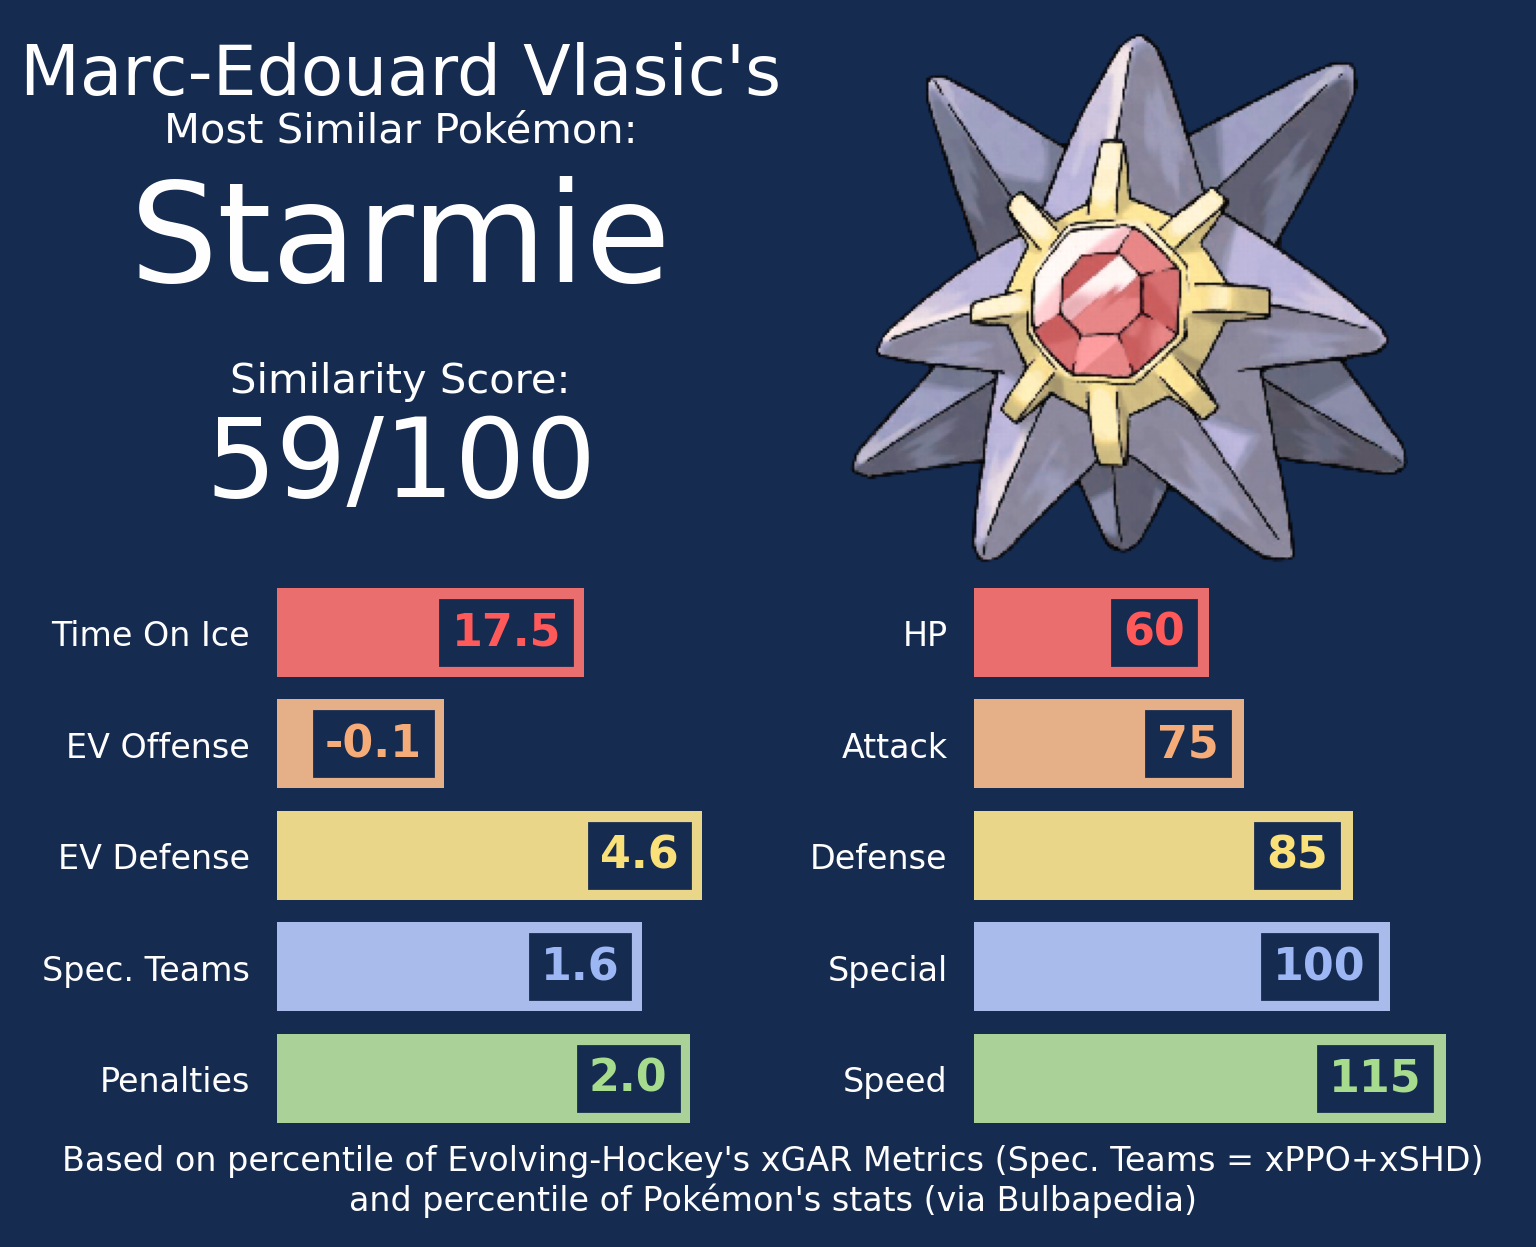 Marc-Edouard Vlasic's
Most Similar Pokémon:
Starmie
Similarity Score:
59/100
Time On Ice 17.5
EV Offense -0.1
EV Defense 4.6
Spec. Teams 1.6
Penalties 2.0
HP 60
Attack 75
Defense 85
Special 100
Speed 115
Based on percentile of Evolving-Hockey's xGAR Metrics (Spec. Teams = xPPO+xSHD)
and percentile of Pokémon's stats (via Bulbapedia)